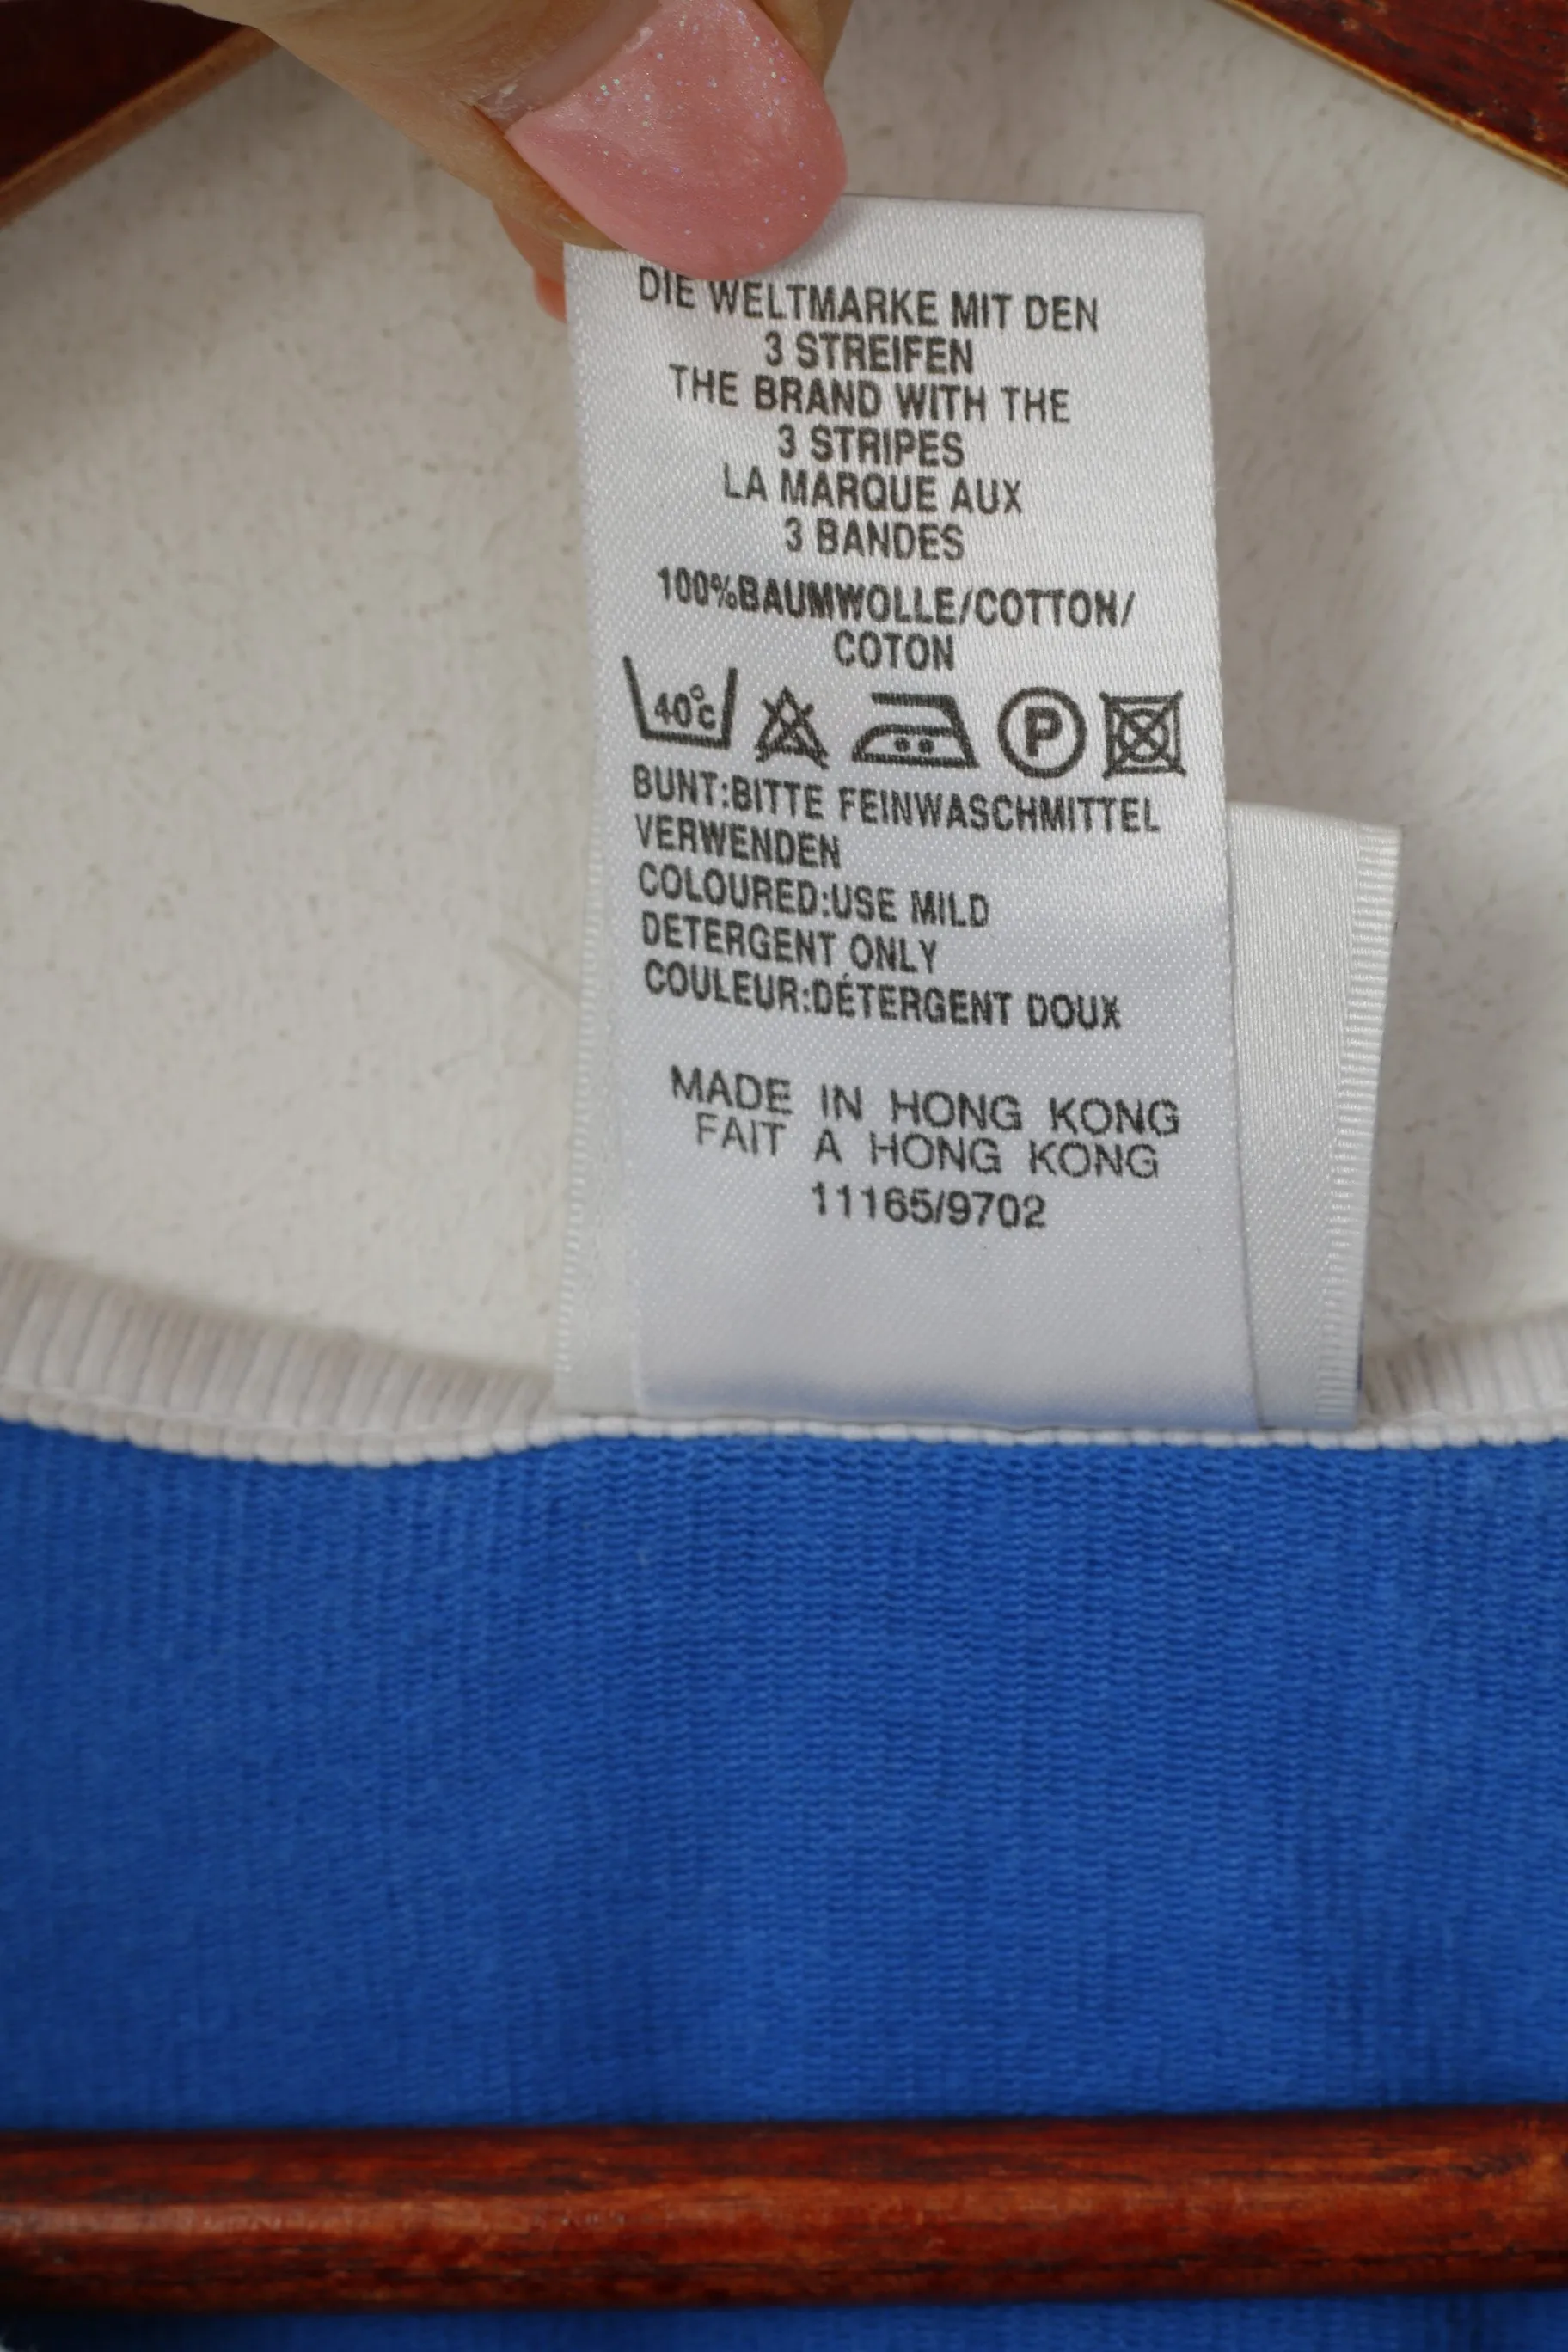 DIE WELTMARKE MIT DEN
3 STREIFEN
THE BRAND WITH THE
3 STRIPES
LA MARQUE AUX
3 BANDES
100%BAUMWOLLE/COTTON/
COTON
40°C
P
BUNT:BITTE FEINWASCHMITTEL
VERWENDEN
COLOURED:USE MILD
DETERGENT ONLY
COULEUR:DÉTERGENT DOUX
MADE IN HONG KONG
FAIT A HONG KONG
11165/9702